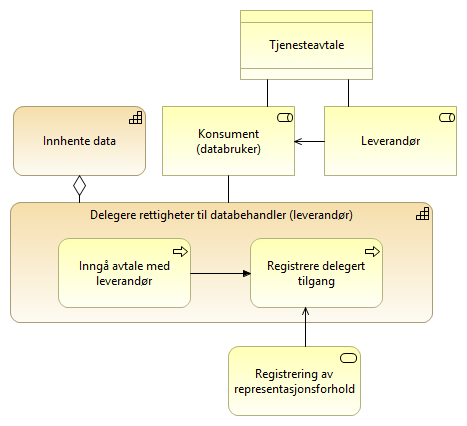 Tjenesteavtale
Innhente data
Konsument
(databruker)
Leverandør
Delegere rettigheter til databehandler (leverandør)
Inngå avtale med
leverandør
Registrere delegert
tilgang
Registrering av
representasjonsforhold